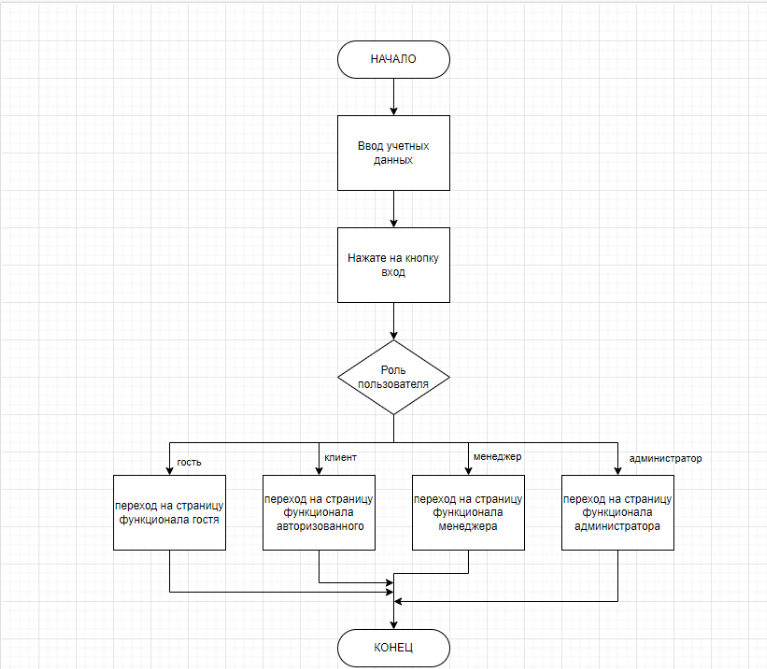 НАЧАЛО
Ввод учетных
данных
Нажате на кнопку
вход
Роль
пользователя
гость
клиент
менеджер
администратор
переход на страницу
функционала гостя
переход на страницу
функционала
авторизованного
переход на страницу
функционала
менеджера
переход на страницу
функционала
администратора
КОНЕЦ